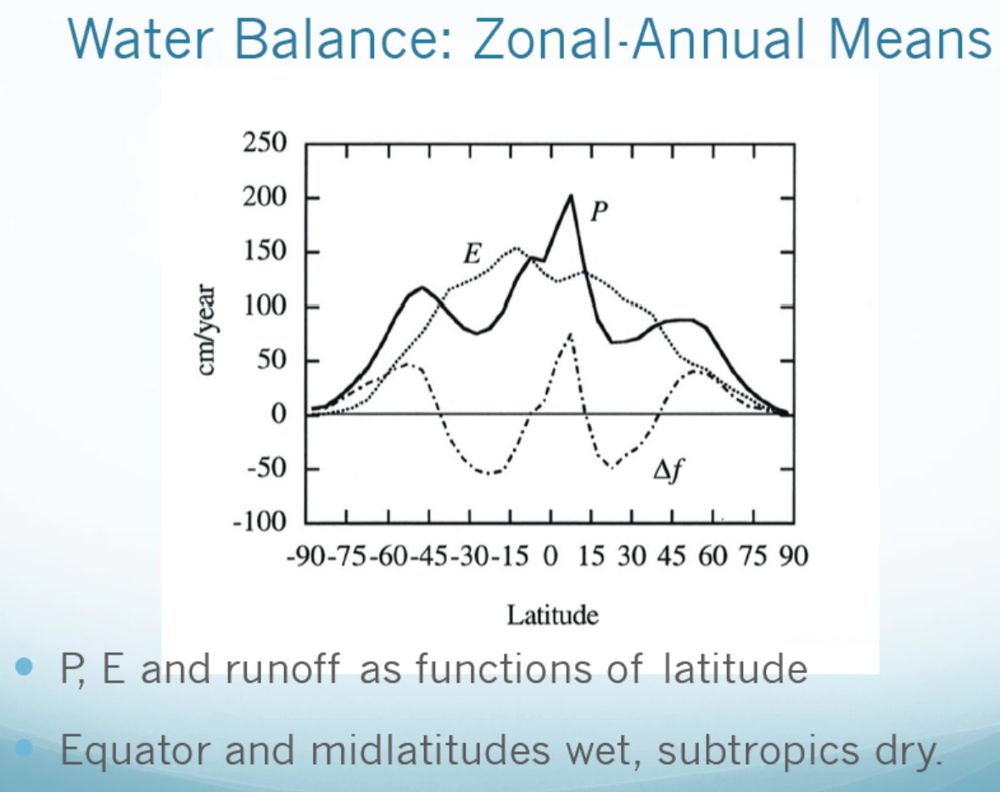 Water Balance: Zonal-Annual Means
250
200
150
100
50
0
-50
-100
cm/year
P
E
Δf
-90 -75 -60 -45 -30 -15 0 15 30 45 60 75 90
Latitude
• P, E and runoff as functions of latitude
• Equator and midlatitudes wet, subtropics dry.